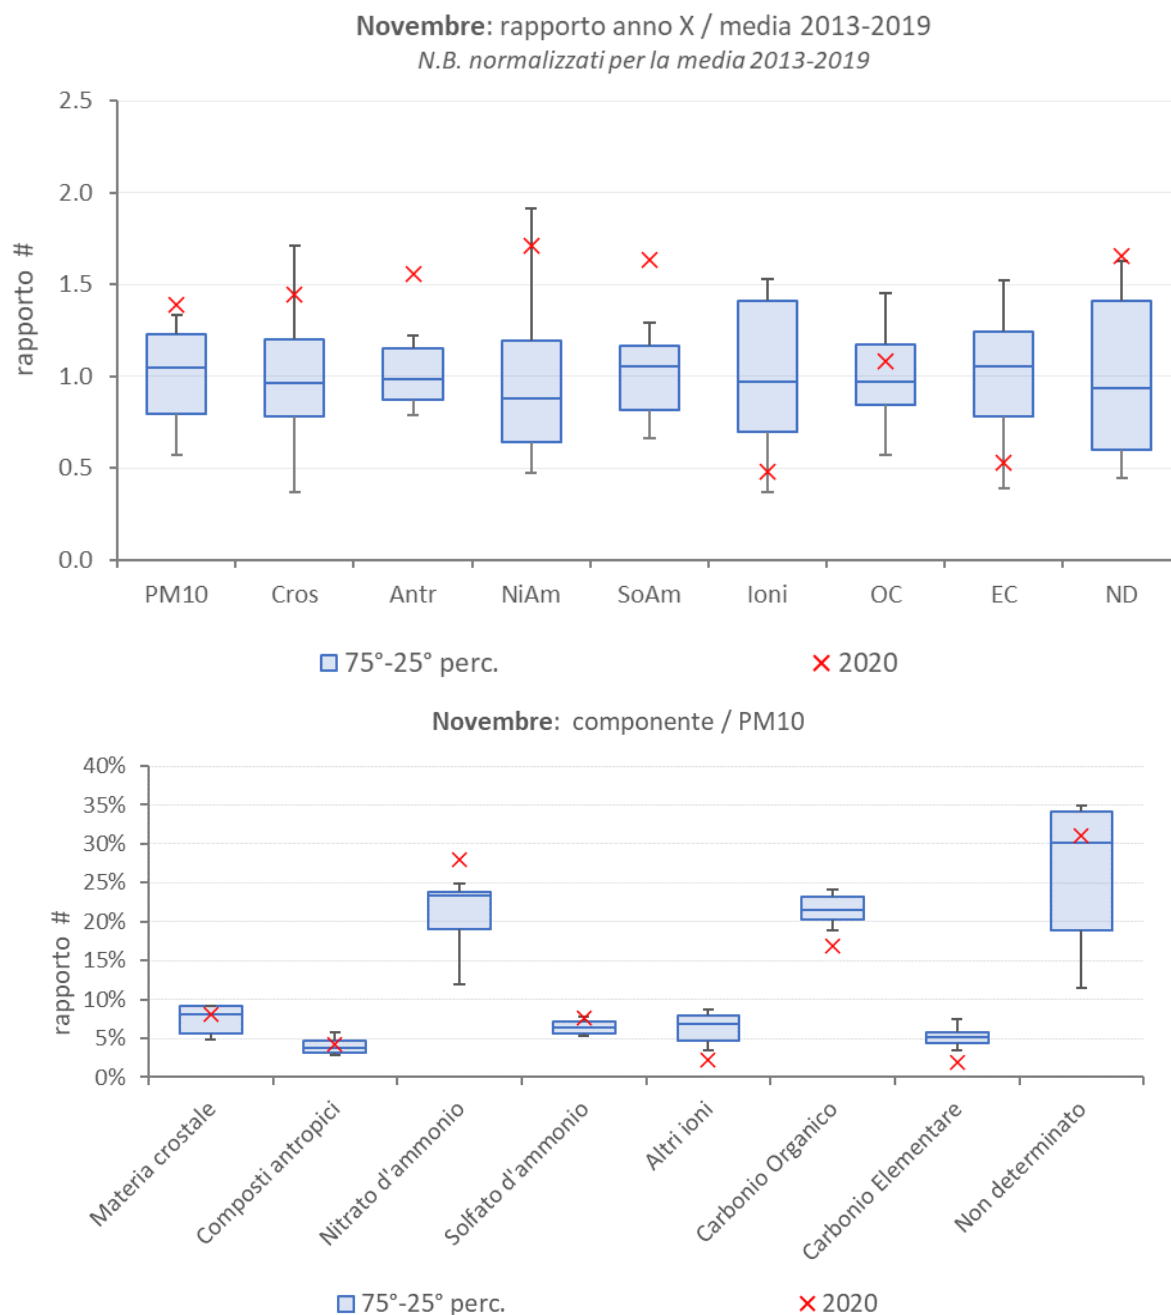 Novembre: rapporto anno X / media 2013-2019
N.B. normalizzati per la media 2013-2019
2.5
2.0
1.5
1.0
0.5
0.0
rapporto #
PM10 Cros Antr NiAm SoAm Ioni OC EC ND
75°-25° perc. 2020
Novembre: componente / PM10
40%
35%
30%
25%
20%
15%
10%
5%
0%
rapporto #
Materia crostale
Composti antropici
Nitrato d'ammonio
Solfato d'ammonio
Altri ioni
Carbonio Organico
Carbonio Elementare
Non determinato
75°-25° perc. 2020